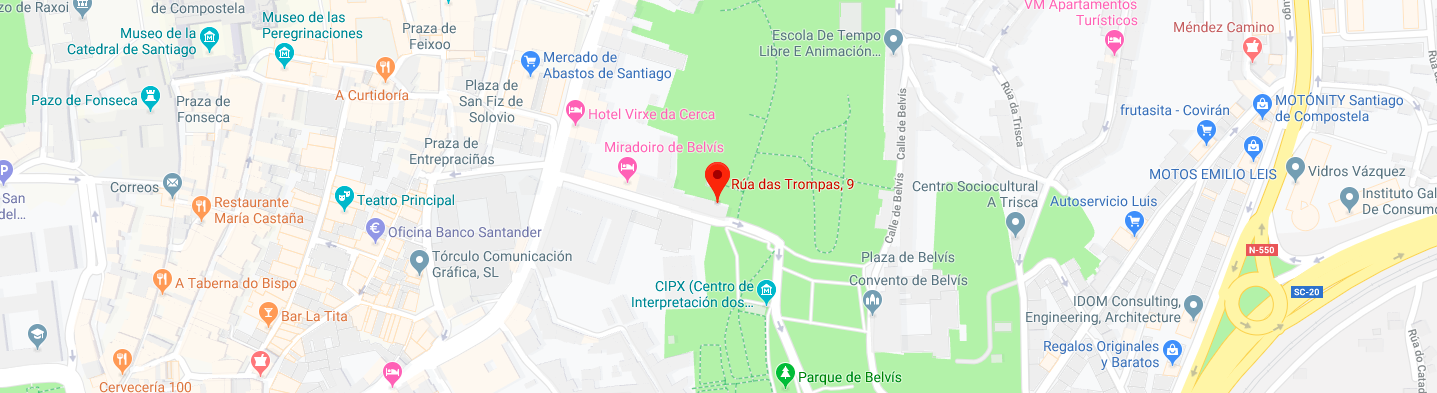 zo de Raxoi
de Compostela
Museo de las
Peregrinaciones
Museo de la
Catedral de Santiago
Praza de
Feixoo
VM Apartamentos
Turísticos
Méndez Camino
Escola De Tempo
Libre E Animación...
Mercado de
Abastos de Santiago
A Curtidoría
Plaza de
San Fiz de
Solovio
Pazo de Fonseca
Praza de
Fonseca
Hotel Virxe da Cerca
Rúa da Trisca
Calle de Belvís
frutasita - Covirán
MOTONITY Santiago
de Compostela
Praza de
Entrepraciñas
Miradoiro de Belvis
MOTOS EMILIO LEIS
Vidros Vázquez
P
San
del...
Correos
Rúa das Trompas, 9
Centro Sociocultural
A Trisca
Calle de Belvís
Instituto Gal
De Consumo
Restaurante
María Castaña
Teatro Principal
Autoservicio Luis
Oficina Banco Santander
N-550
Tórculo Comunicación
Gráfica, SL
Plaza de Belvís
Convento de Belvís
A Taberna do Bispo
CIPX (Centro de
Interpretación dos...
SC-20
IDOM Consulting,
Engineering, Architecture
Bar La Tita
Regalos Originales
y Baratos
Rúa do Catad
Cervecería 100
Parque de Belvís